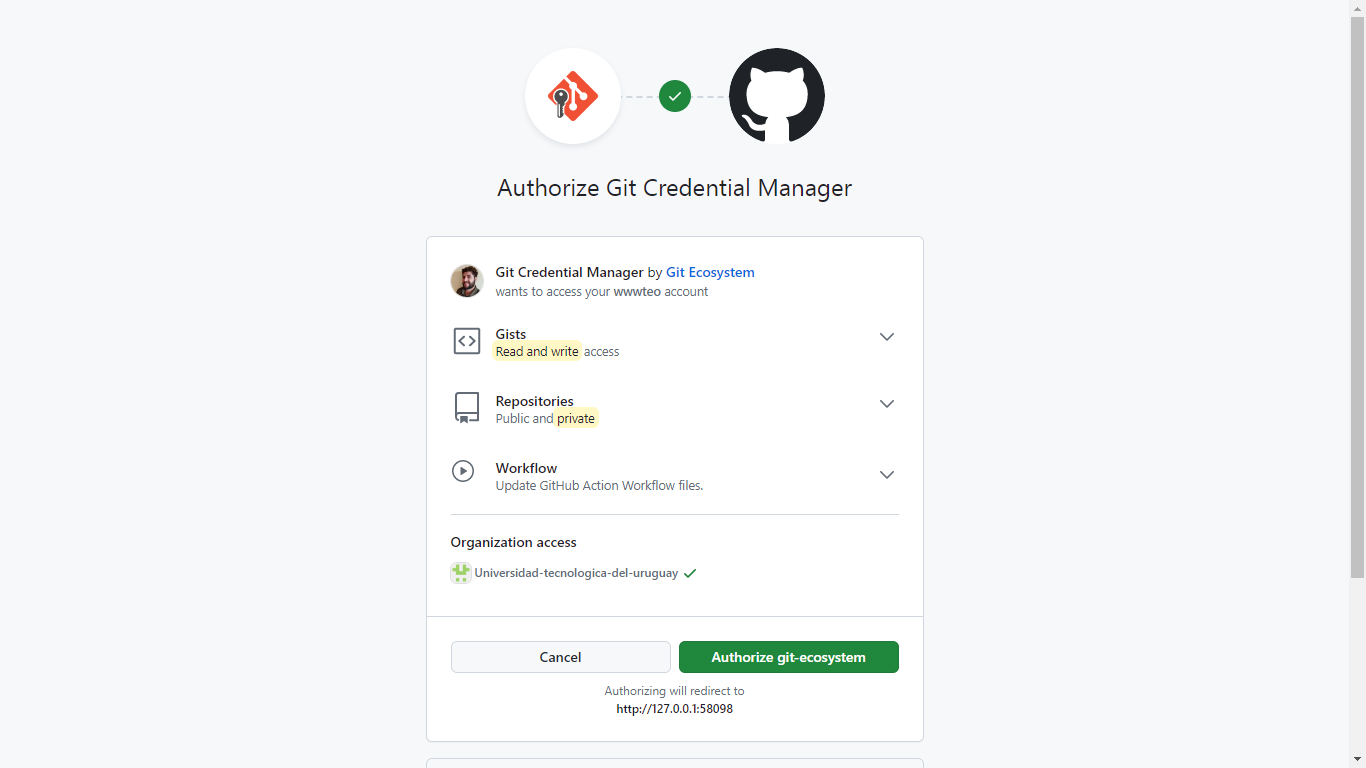 Authorize Git Credential Manager
Git Credential Manager by Git Ecosystem
wants to access your wwwteo account
Gists
Read and write access
Repositories
Public and private
Workflow
Update GitHub Action Workflow files.
Organization access
Universidad-tecnologica-del-uruguay
Cancel
Authorize git-ecosystem
Authorizing will redirect to
http://127.0.0.1:58098